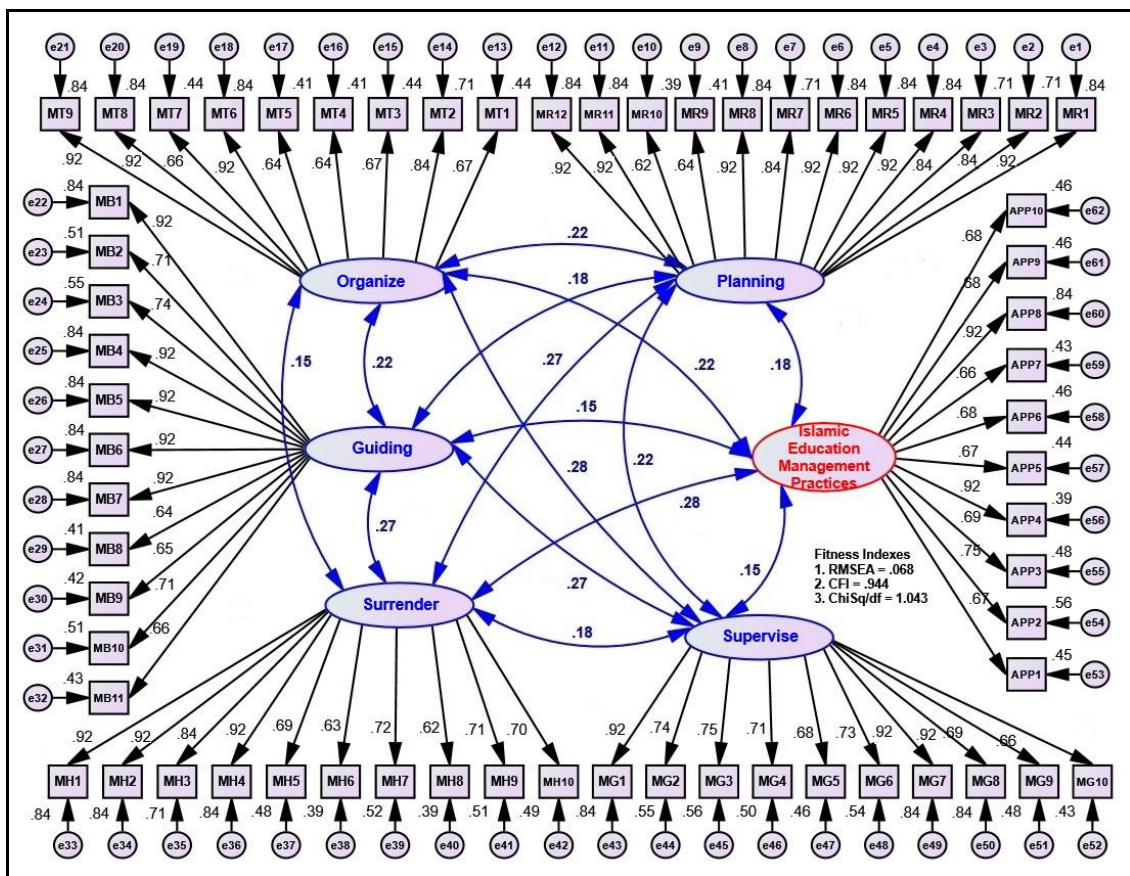 e21 e20 e19 e18 e17 e16 e15 e14 e13 e12 e11 e10 e9 e8 e7 e6 e5 e4 e3 e2 e1
.84 .84 .44 .84 .41 .41 .44 .71 .44 .84 .84 .39 .41 .84 .71 .84 .84 .84 .71 .71 .84
MT9 MT8 MT7 MT6 MT5 MT4 MT3 MT2 MT1 MR12 MR11 MR10 MR9 MR8 MR7 MR6 MR5 MR4 MR3 MR2 MR1
.92 .92 .66 .92 .64 .64 .67 .84 .67 .92 .92 .62 .64 .92 .84 .92 .92 .92 .84 .84 .92
e22 .84 MB1 .92
e23 .51 MB2 .71
e24 .55 MB3 .74
e25 .84 MB4 .92
e26 .84 MB5 .92
e27 .84 MB6 .92
e28 .84 MB7 .92
e29 .41 MB8 .64
e30 .42 MB9 .65
e31 .51 MB10 .71
e32 .43 MB11 .66
Organize
Planning
Guiding
Islamic
Education
Management
Practices
Surrender
Supervise
.22
.18
.15
.22
.27
.22
.18
.15
.28
.22
.28
.27
.27
.15
.18
.68 APP10 .46 e62
.68 APP9 .46 e61
.92 APP8 .84 e60
.66 APP7 .43 e59
.68 APP6 .46 e58
.67 APP5 .44 e57
.92 APP4 .39 e56
.69 APP3 .48 e55
.75 APP2 .56 e54
.67 APP1 .45 e53
Fitness Indexes
1. RMSEA = .068
2. CFI = .944
3. ChiSq/df = 1.043
.92 .92 .84 .92 .69 .63 .72 .62 .71 .70 .92 .74 .75 .71 .68 .73 .92 .92 .69 .66
MH1 MH2 MH3 MH4 MH5 MH6 MH7 MH8 MH9 MH10 MG1 MG2 MG3 MG4 MG5 MG6 MG7 MG8 MG9 MG10
.84 .84 .71 .84 .48 .39 .52 .39 .51 .49 .84 .55 .56 .50 .46 .54 .84 .84 .48 .43
e33 e34 e35 e36 e37 e38 e39 e40 e41 e42 e43 e44 e45 e46 e47 e48 e49 e50 e51 e52